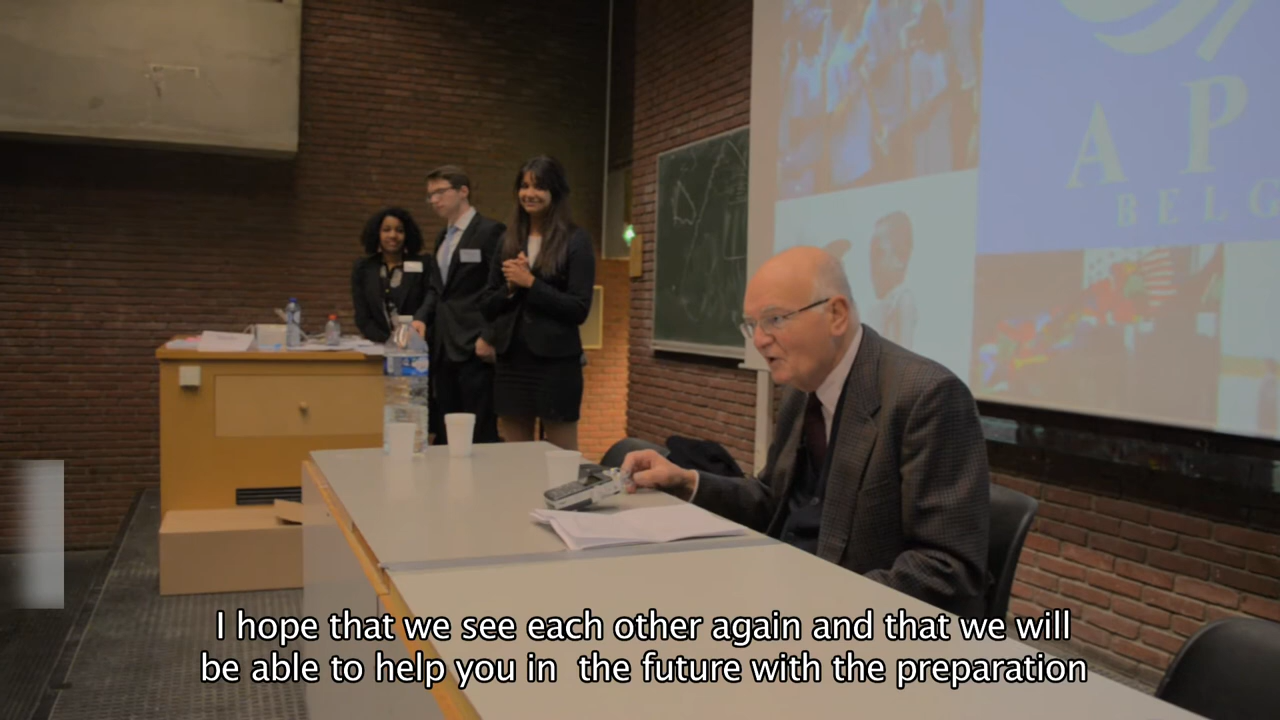 A P
BELG
I hope that we see each other again and that we will
be able to help you in  the future with the preparation